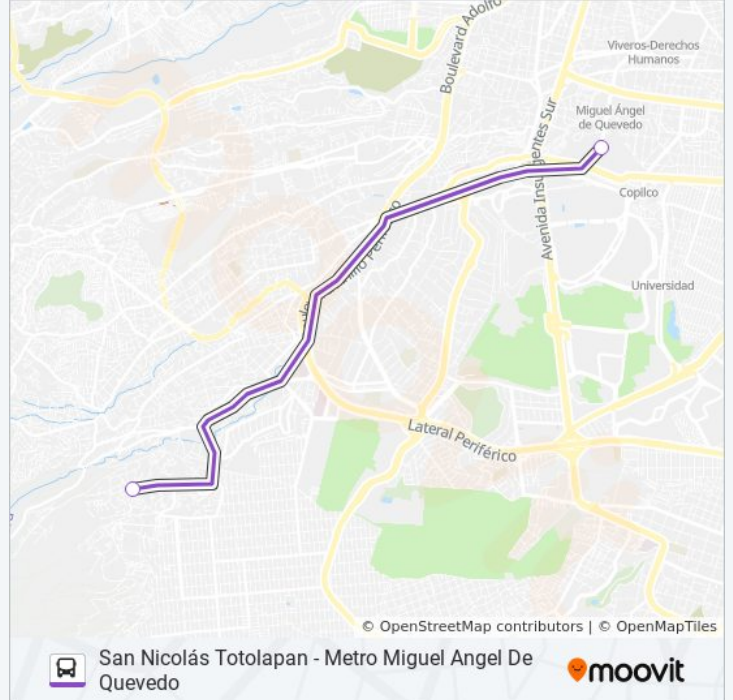 Boulevard Adolfo
Viveros-Derechos
Humanos
Miguel Ángel
de Quevedo
Avenida Insurgentes Sur
Copilco
Universidad
Lateral Periférico
© OpenStreetMap contributors | © OpenMapTiles
San Nicolás Totolapan - Metro Miguel Angel De
Quevedo
moovit